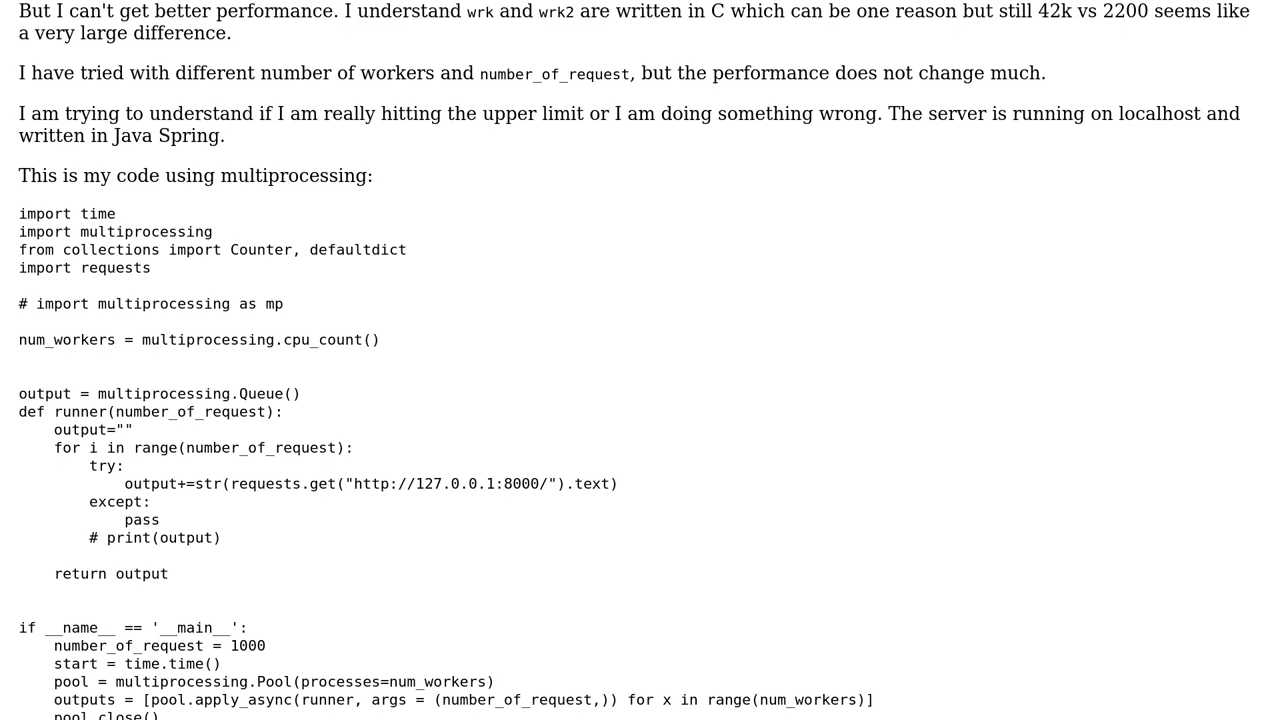 But I can't get better performance. I understand wrk and wrk2 are written in C which can be one reason but still 42k vs 2200 seems like
a very large difference.
I have tried with different number of workers and number_of_request, but the performance does not change much.
I am trying to understand if I am really hitting the upper limit or I am doing something wrong. The server is running on localhost and
written in Java Spring.
This is my code using multiprocessing:
import time
import multiprocessing
from collections import Counter, defaultdict
import requests
# import multiprocessing as mp
num_workers = multiprocessing.cpu_count()
output = multiprocessing.Queue()
def runner(number_of_request):
    output=""
    for i in range(number_of_request):
        try:
            output+=str(requests.get("http://127.0.0.1:8000/").text)
        except:
            pass
        # print(output)
    return output
if __name__ == '__main__':
    number_of_request = 1000
    start = time.time()
    pool = multiprocessing.Pool(processes=num_workers)
    outputs = [pool.apply_async(runner, args = (number_of_request,)) for x in range(num_workers)]
    pool.close()